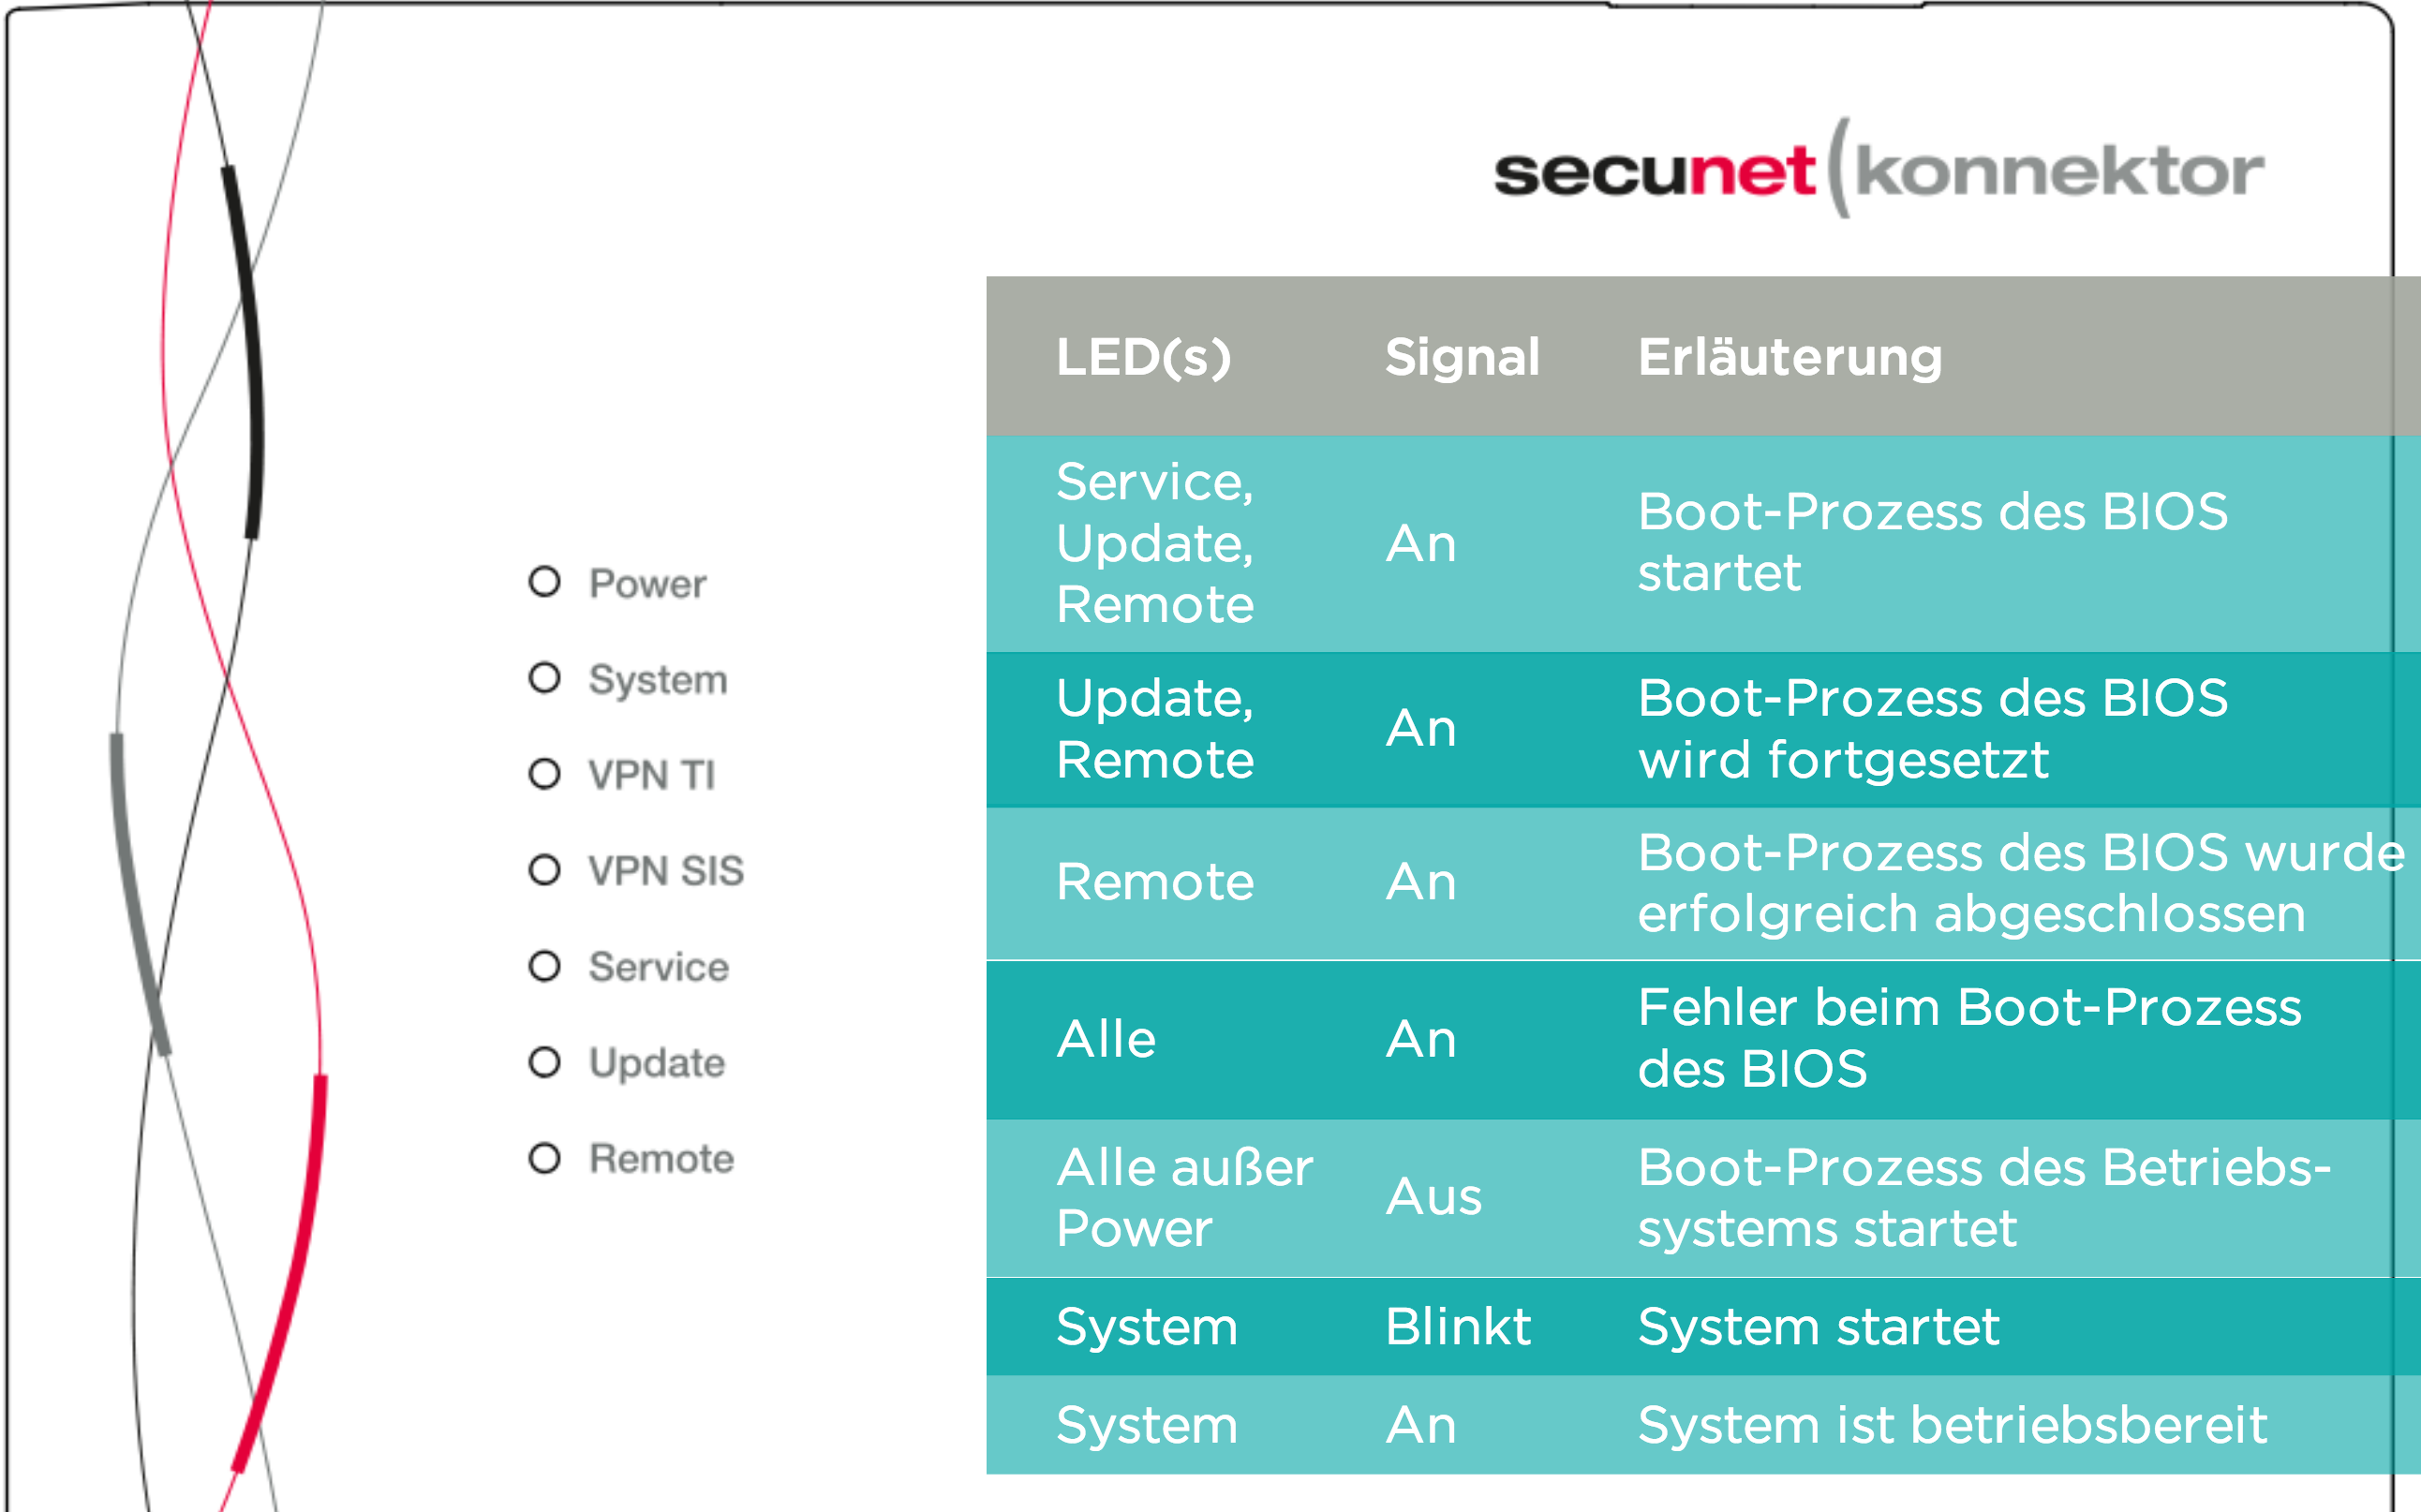 secunet(konnektor
Power
System
VPN TI
VPN SIS
Service
Update
Remote
LED(s) Signal Erläuterung
Service,
Update,
Remote
An
Boot-Prozess des BIOS
startet
Update,
Remote
An
Boot-Prozess des BIOS
wird fortgesetzt
Remote
An
Boot-Prozess des BIOS wurde
erfolgreich abgeschlossen
Alle
An
Fehler beim Boot-Prozess
des BIOS
Alle außer
Power
Aus
Boot-Prozess des Betriebs-
systems startet
System Blinkt System startet
System An System ist betriebsbereit